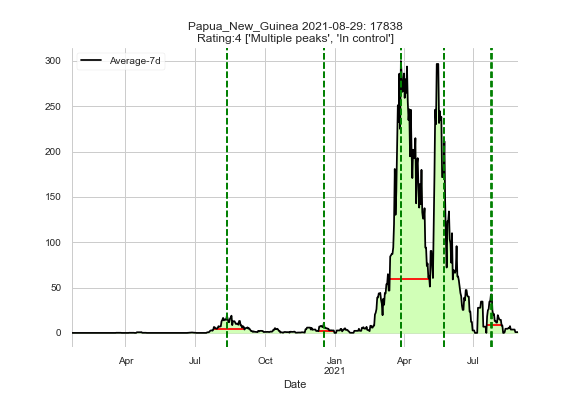 Papua_New_Guinea 2021-08-29: 17838
Rating:4 ['Multiple peaks', 'In control']
Average-7d
300
250
200
150
100
50
0
Apr
Jul
Oct
Jan
2021
Apr
Jul
Date